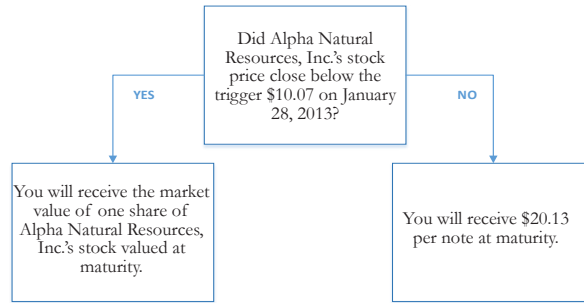 Did Alpha Natural
Resources, Inc.'s stock
price close below the
trigger $10.07 on January
28, 2013?
YES
NO
You will receive the market
value of one share of
Alpha Natural Resources,
Inc.'s stock valued at
maturity.
You will receive $20.13
per note at maturity.